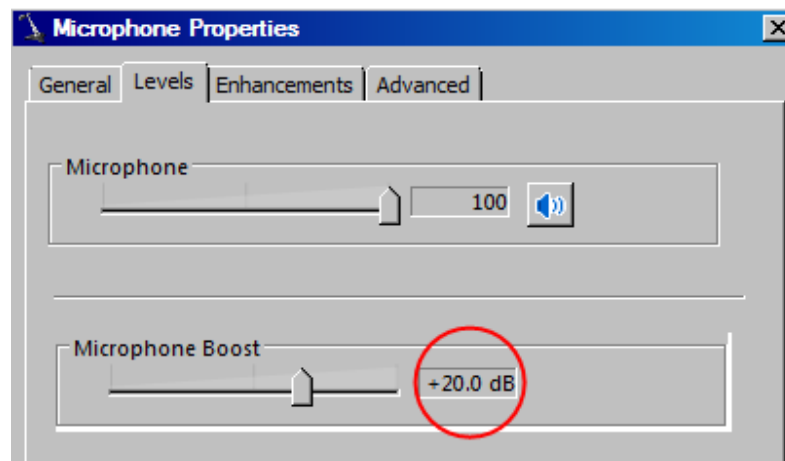 Microphone Properties
General Levels Enhancements Advanced
Microphone
100
Microphone Boost
+20.0 dB